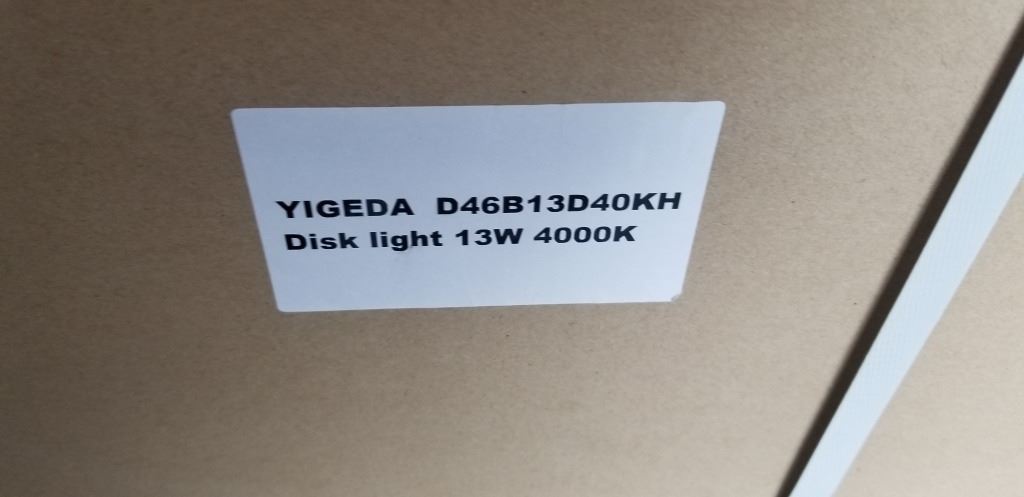 YIGEDA D46B13D40KH
Disk light 13W 4000K